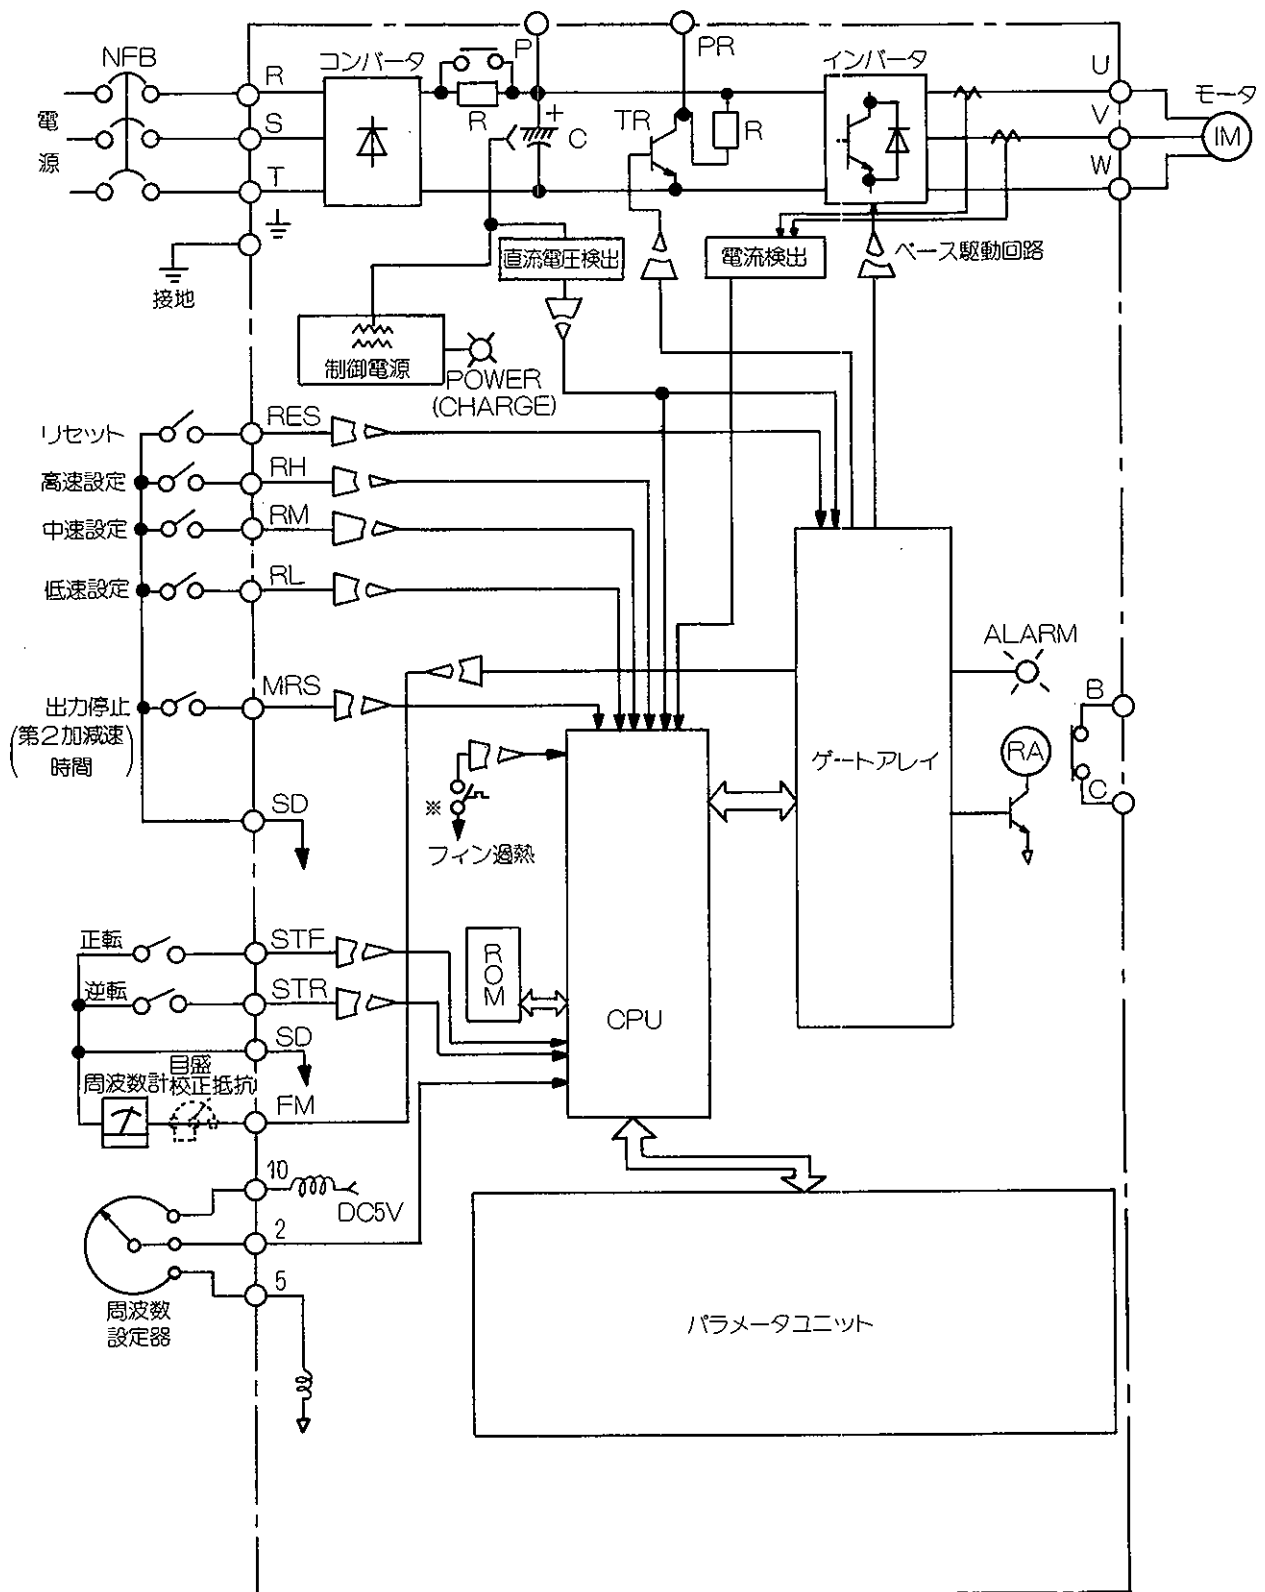 P
PR
NFB
コンバータ
インバータ
U
モータ
R
R
TR
R
V
電
源
S
+
C
IM
T
W
直流電圧検出
電流検出
ベース駆動回路
接地
制御電源
POWER
(CHARGE)
リセット
RES
高速設定
RH
中速設定
RM
低速設定
RL
ALARM
出力停止
(第2加減速
時間)
MRS
B
RA
C
ゲートアレイ
※
フィン過熱
SD
正転
STF
逆転
STR
ROM
CPU
SD
周波数計
目盛
校正抵抗
FM
10
DC5V
2
5
周波数
設定器
パラメータユニット